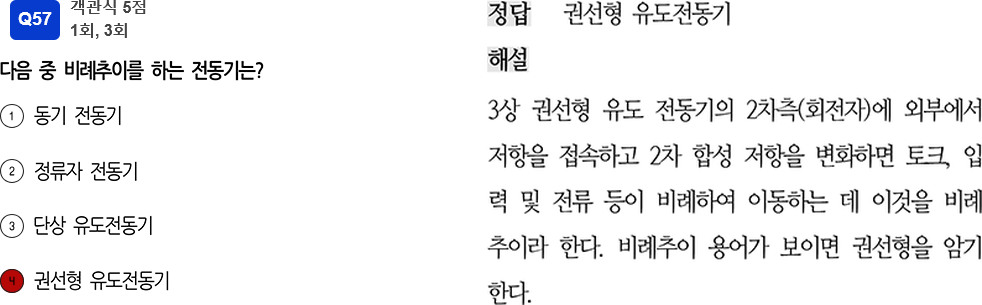 Q57
객관식 5점
1회, 3회
다음 중 비례추이를 하는 전동기는?
1 동기 전동기
2 정류자 전동기
3 단상 유도전동기
4 권선형 유도전동기
정답 권선형 유도전동기
해설
3상 권선형 유도 전동기의 2차측(회전자)에 외부에서
저항을 접속하고 2차 합성 저항을 변화하면 토크, 입
력 및 전류 등이 비례하여 이동하는 데 이것을 비례
추이라 한다. 비례추이 용어가 보이면 권선형을 암기
한다.